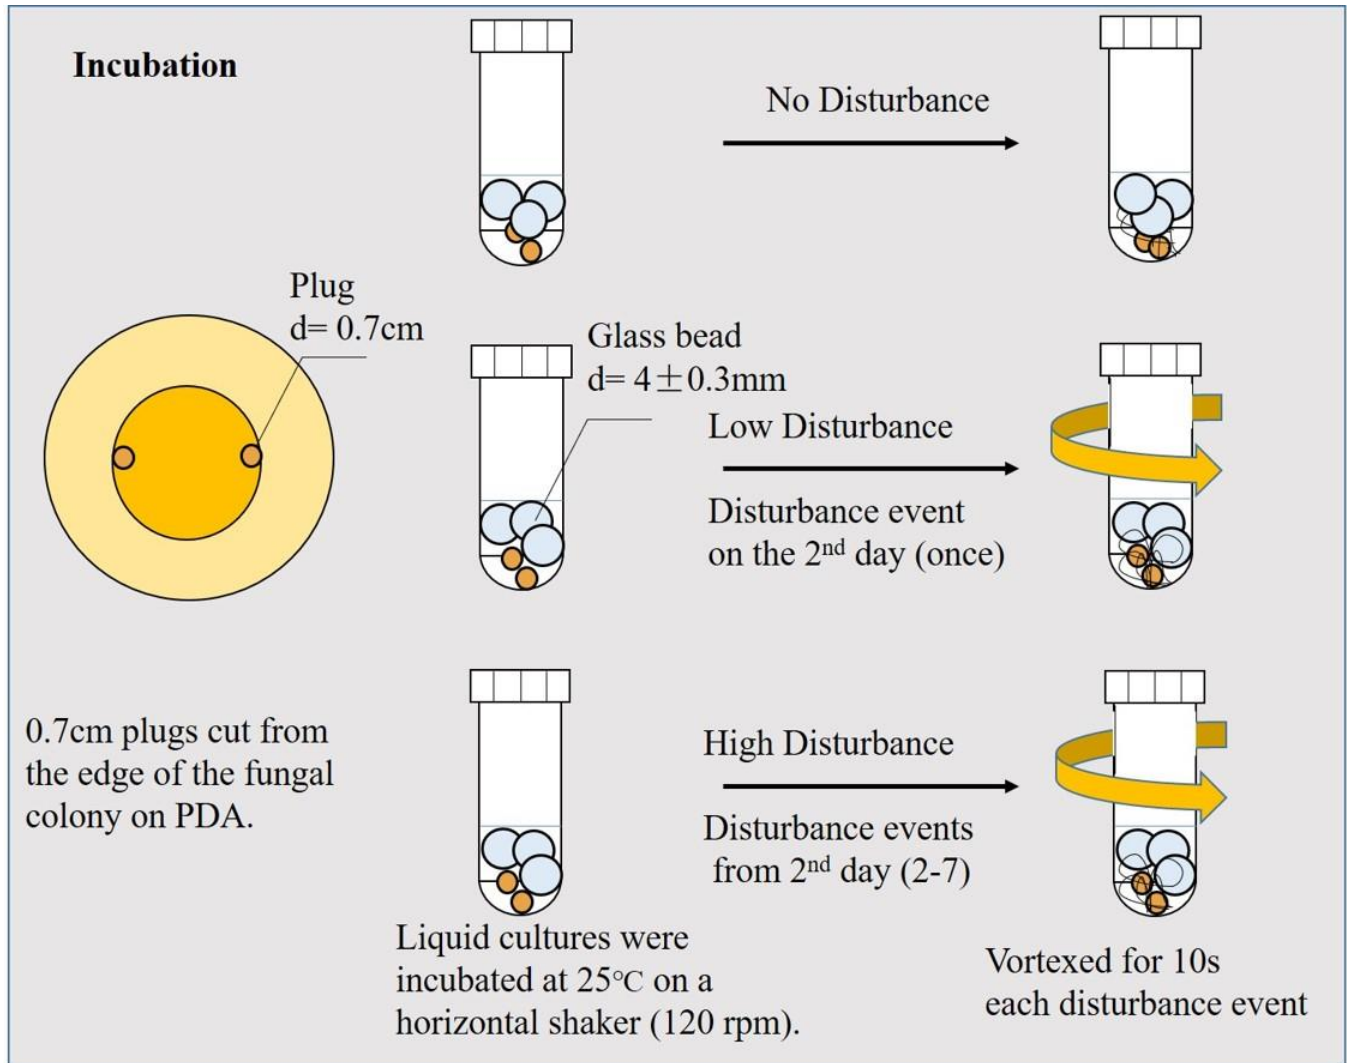 Incubation
No Disturbance
Plug
d= 0.7cm
Glass bead
d= 4±0.3mm
Low Disturbance
Disturbance event
on the 2nd day (once)
0.7cm plugs cut from
the edge of the fungal
colony on PDA.
High Disturbance
Disturbance events
from 2nd day (2-7)
Liquid cultures were
incubated at 25℃ on a
horizontal shaker (120 rpm).
Vortexed for 10s
each disturbance event